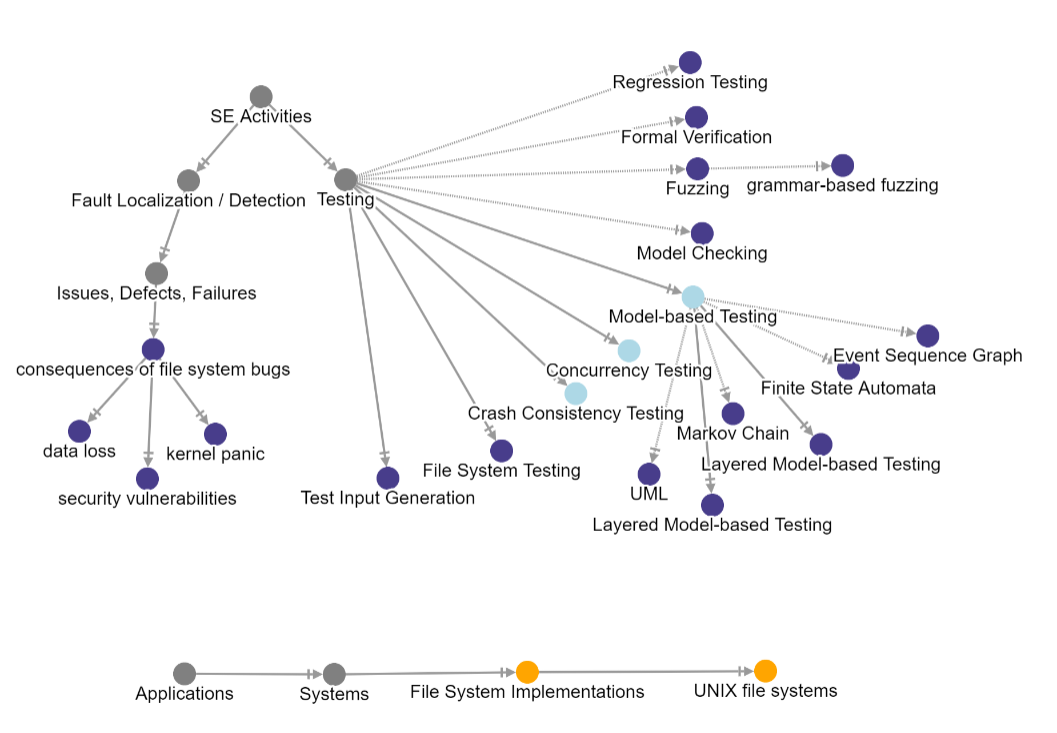 Regression Testing
SE Activities
Formal Verification
Fuzzing
grammar-based fuzzing
Fault Localization / Detection
Testing
Model Checking
Issues, Defects, Failures
Model-based Testing
Event Sequence Graph
consequences of file system bugs
Concurrency Testing
Finite State Automata
Crash Consistency Testing
Markov Chain
data loss
kernel panic
Layered Model-based Testing
File System Testing
security vulnerabilities
Test Input Generation
UML
Layered Model-based Testing
Applications
Systems
File System Implementations
UNIX file systems